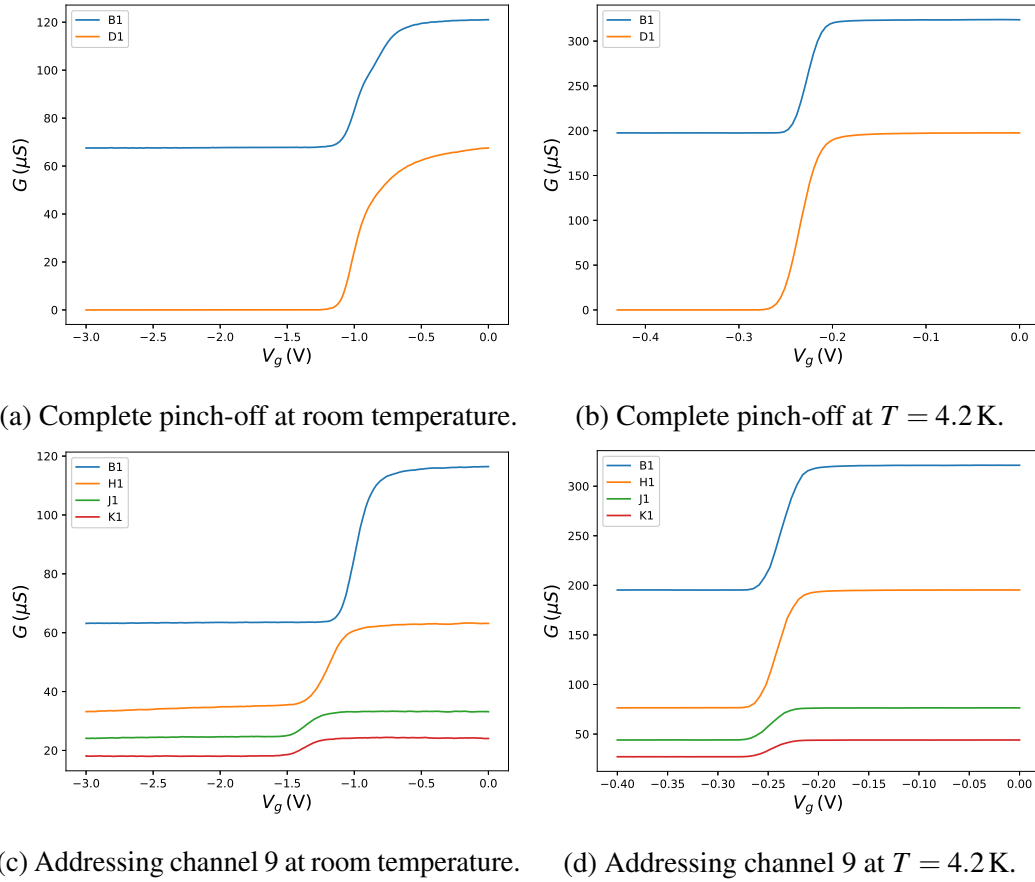 B1
D1
120
100
80
60
40
20
0
G (μS)
−3.0 −2.5 −2.0 −1.5 −1.0 −0.5 0.0
V_g (V)
B1
D1
300
250
200
150
100
50
0
G (μS)
−0.4 −0.3 −0.2 −0.1 0.0
V_g (V)
(a) Complete pinch-off at room temperature.
(b) Complete pinch-off at T = 4.2 K.
B1
H1
J1
K1
120
100
80
60
40
20
G (μS)
−3.0 −2.5 −2.0 −1.5 −1.0 −0.5 0.0
V_g (V)
B1
H1
J1
K1
300
250
200
150
100
50
G (μS)
−0.40 −0.35 −0.30 −0.25 −0.20 −0.15 −0.10 −0.05 0.00
V_g (V)
(c) Addressing channel 9 at room temperature.
(d) Addressing channel 9 at T = 4.2 K.